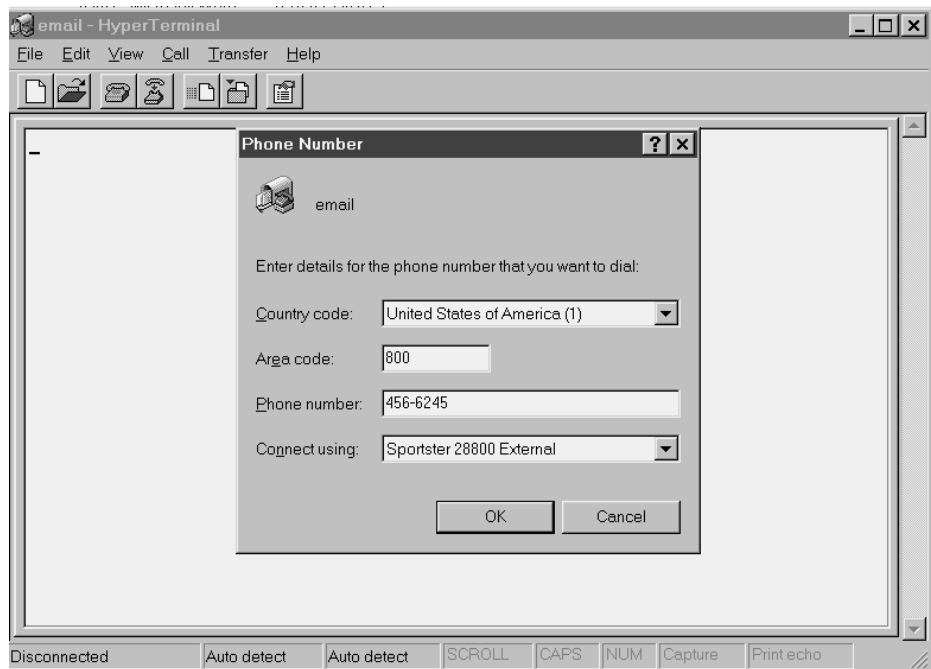 email - HyperTerminal
File Edit View Call Transfer Help
Phone Number
email
Enter details for the phone number that you want to dial:
Country code: United States of America (1)
Area code: 800
Phone number: 456-6245
Connect using: Sportster 28800 External
OK Cancel
Disconnected Auto detect Auto detect SCROLL CAPS NUM Capture Print echo